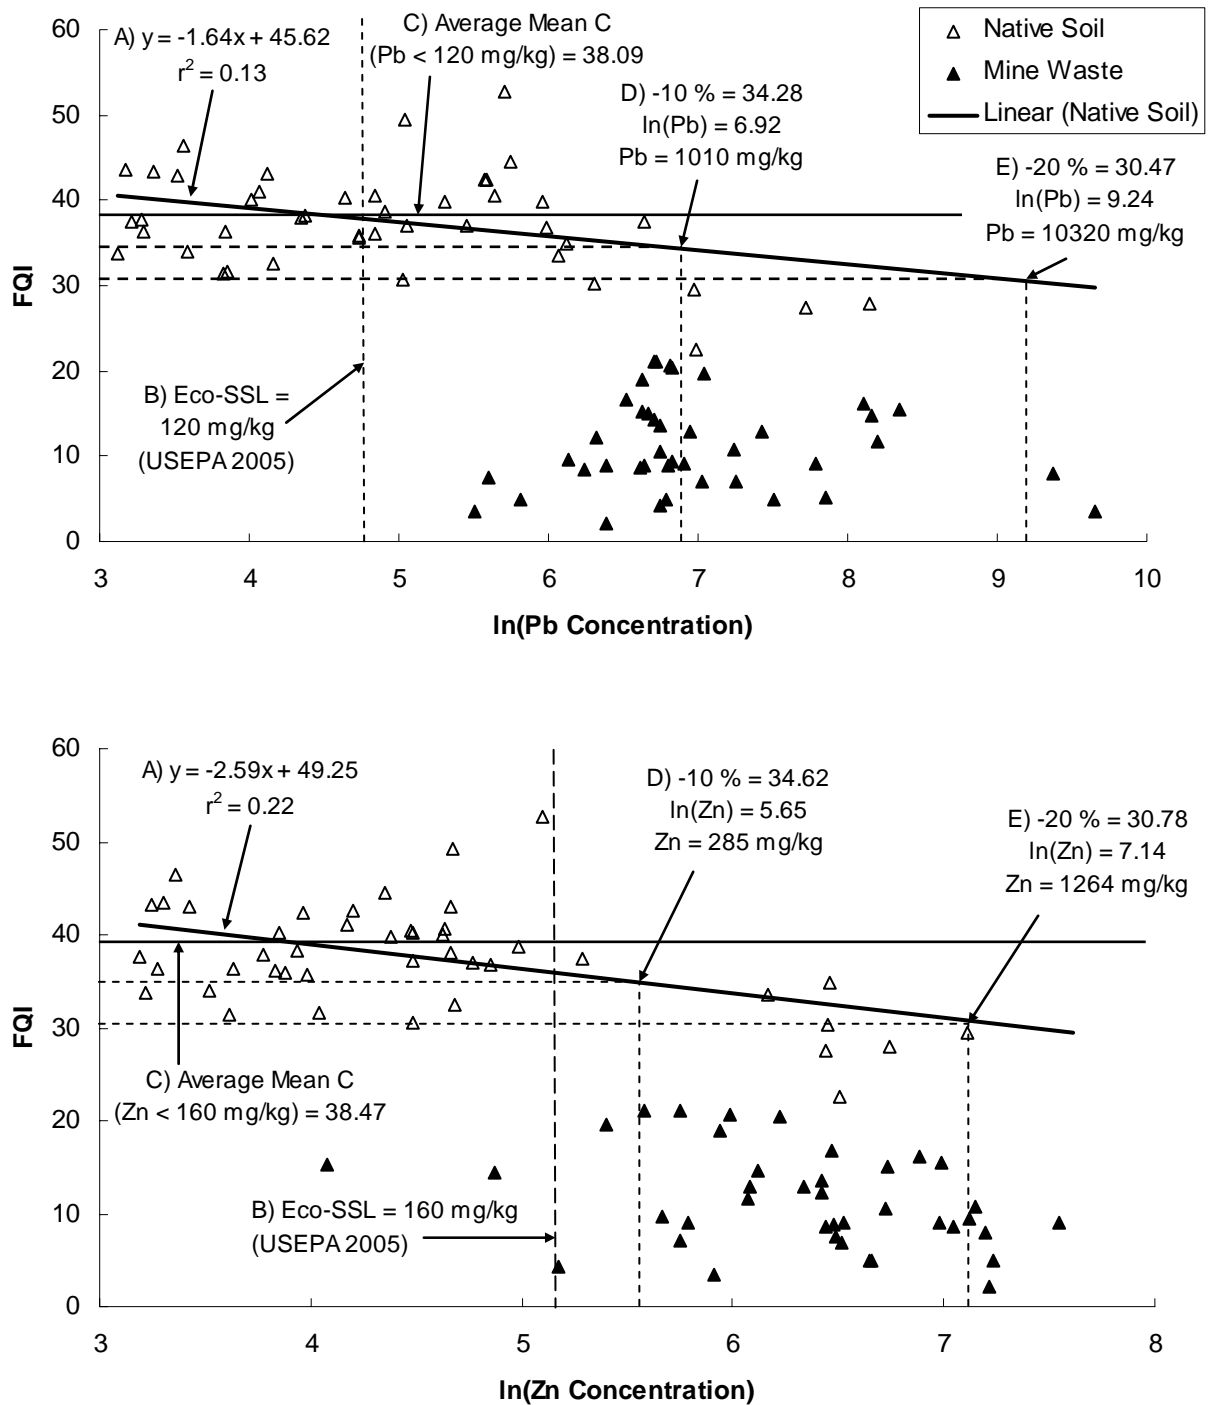 60
50
40
30
20
10
0
FQI
A) y = -1.64x + 45.62
r² = 0.13
C) Average Mean C
(Pb < 120 mg/kg) = 38.09
D) -10 % = 34.28
ln(Pb) = 6.92
Pb = 1010 mg/kg
Native Soil
Mine Waste
Linear (Native Soil)
E) -20 % = 30.47
ln(Pb) = 9.24
Pb = 10320 mg/kg
B) Eco-SSL =
120 mg/kg
(USEPA 2005)
3 4 5 6 7 8 9 10
ln(Pb Concentration)
60
50
40
30
20
10
0
FQI
A) y = -2.59x + 49.25
r² = 0.22
D) -10 % = 34.62
ln(Zn) = 5.65
Zn = 285 mg/kg
E) -20 % = 30.78
ln(Zn) = 7.14
Zn = 1264 mg/kg
C) Average Mean C
(Zn < 160 mg/kg) = 38.47
B) Eco-SSL = 160 mg/kg
(USEPA 2005)
3 4 5 6 7 8
ln(Zn Concentration)